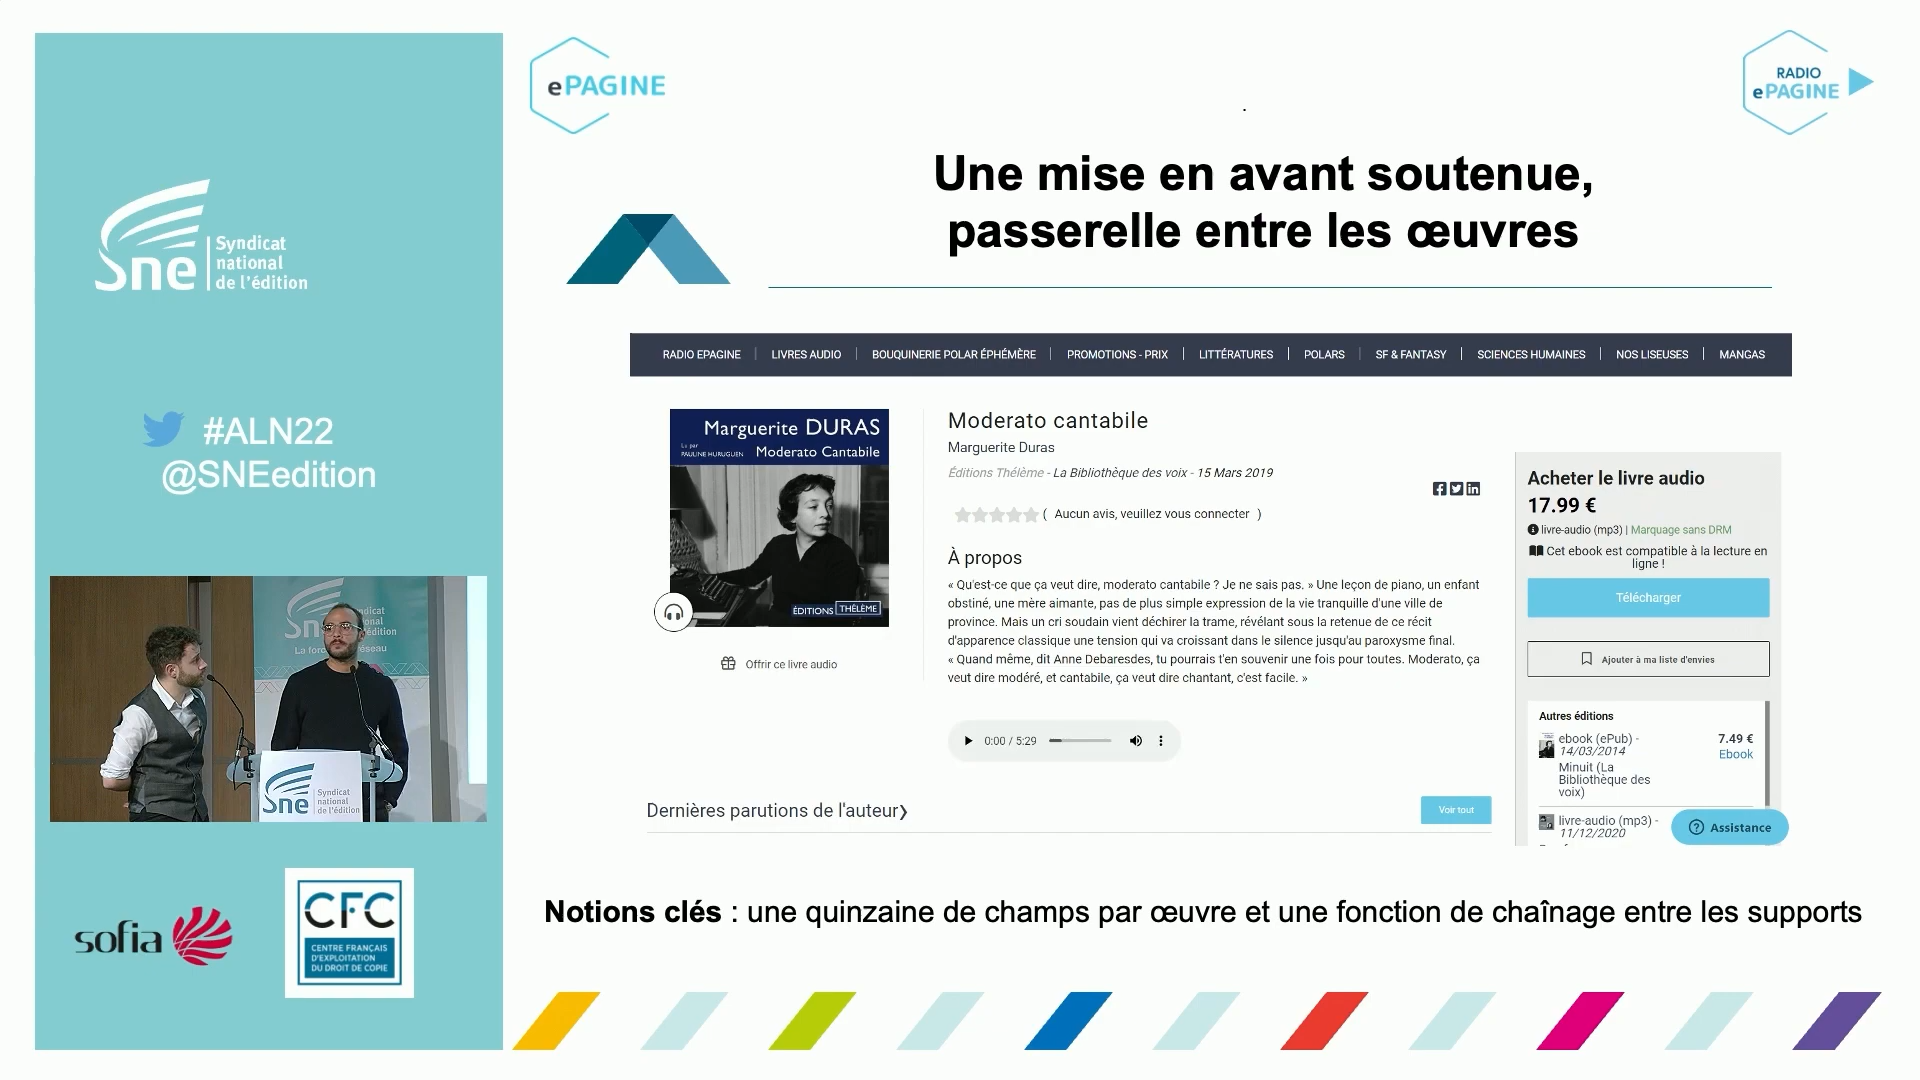 Sne
Syndicat
national
de l'édition
#ALN22
@SNEedition
Sne
Syndicat
national
de l'édition
sofia
CFC
CENTRE FRANÇAIS
D'EXPLOITATION
DU DROIT DE COPIE
ePAGINE
RADIO
ePAGINE
Une mise en avant soutenue,
passerelle entre les œuvres
RADIO EPAGINE | LIVRES AUDIO | BOUQUINERIE POLAR ÉPHÉMÈRE | PROMOTIONS - PRIX | LITTÉRATURES | POLARS | SF & FANTASY | SCIENCES HUMAINES | NOS LISEUSES | MANGAS
Marguerite DURAS
Lu par
PAULINE HURUGUEN
Moderato Cantabile
ÉDITIONS THÉLÈME
Offrir ce livre audio
Moderato cantabile
Marguerite Duras
Éditions Thélème - La Bibliothèque des voix - 15 Mars 2019
( Aucun avis, veuillez vous connecter )
À propos
« Qu'est-ce que ça veut dire, moderato cantabile ? Je ne sais pas. » Une leçon de piano, un enfant
obstiné, une mère aimante, pas de plus simple expression de la vie tranquille d'une ville de
province. Mais un cri soudain vient déchirer la trame, révélant sous la retenue de ce récit
d'apparence classique une tension qui va croissant dans le silence jusqu'au paroxysme final.
« Quand même, dit Anne Debaresdes, tu pourrais t'en souvenir une fois pour toutes. Moderato, ça
veut dire modéré, et cantabile, ça veut dire chantant, c'est facile. »
0:00 / 5:29
Dernières parutions de l'auteur
Voir tout
Acheter le livre audio
17.99 €
livre-audio (mp3) | Marquage sans DRM
Cet ebook est compatible à la lecture en
ligne !
Télécharger
Ajouter à ma liste d'envies
Autres éditions
ebook (ePub) -
14/03/2014
7.49 €
Ebook
Minuit (La
Bibliothèque des
voix)
livre-audio (mp3) -
11/12/2020
Assistance
Notions clés : une quinzaine de champs par œuvre et une fonction de chaînage entre les supports